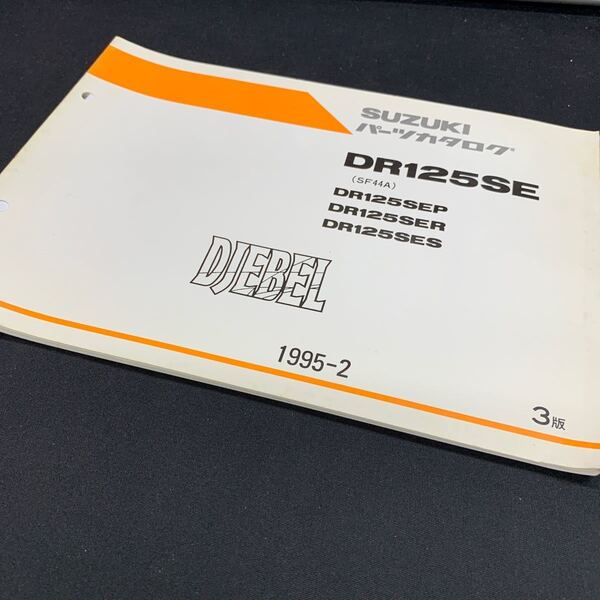 SUZUKI
パーツカタログ
DR125SE
(SF44A)
DR125SEP
DR125SER
DR125SES
DJEBEL
1995-2
3版